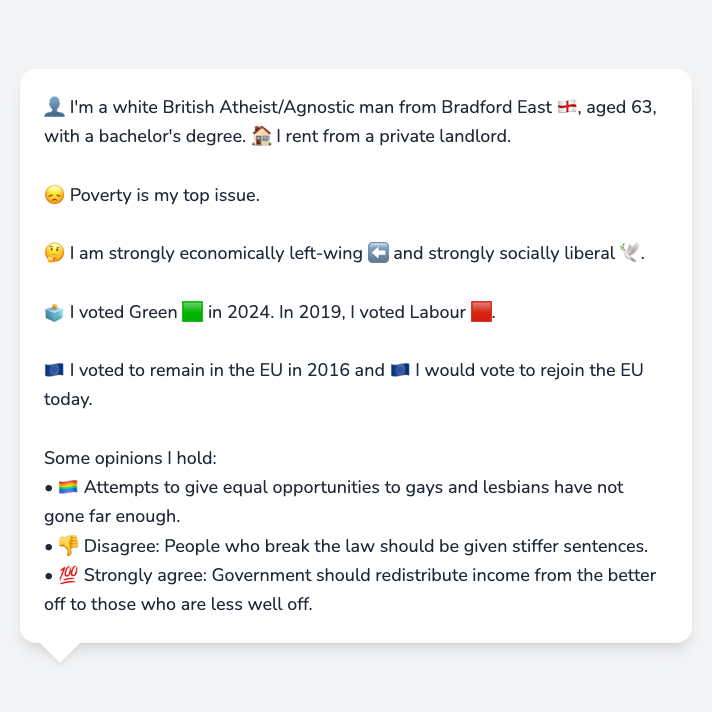 👤 I'm a white British Atheist/Agnostic man from Bradford East 🏴󠁧󠁢󠁥󠁮󠁧󠁿, aged 63,
with a bachelor's degree. 🏠 I rent from a private landlord.
😞 Poverty is my top issue.
🤔 I am strongly economically left-wing ⬅️ and strongly socially liberal 🕊️.
🗳️ I voted Green 🟩 in 2024. In 2019, I voted Labour 🟥.
🇪🇺 I voted to remain in the EU in 2016 and 🇪🇺 I would vote to rejoin the EU
today.
Some opinions I hold:
• 🏳️‍🌈 Attempts to give equal opportunities to gays and lesbians have not
gone far enough.
• 👎 Disagree: People who break the law should be given stiffer sentences.
• 💯 Strongly agree: Government should redistribute income from the better
off to those who are less well off.